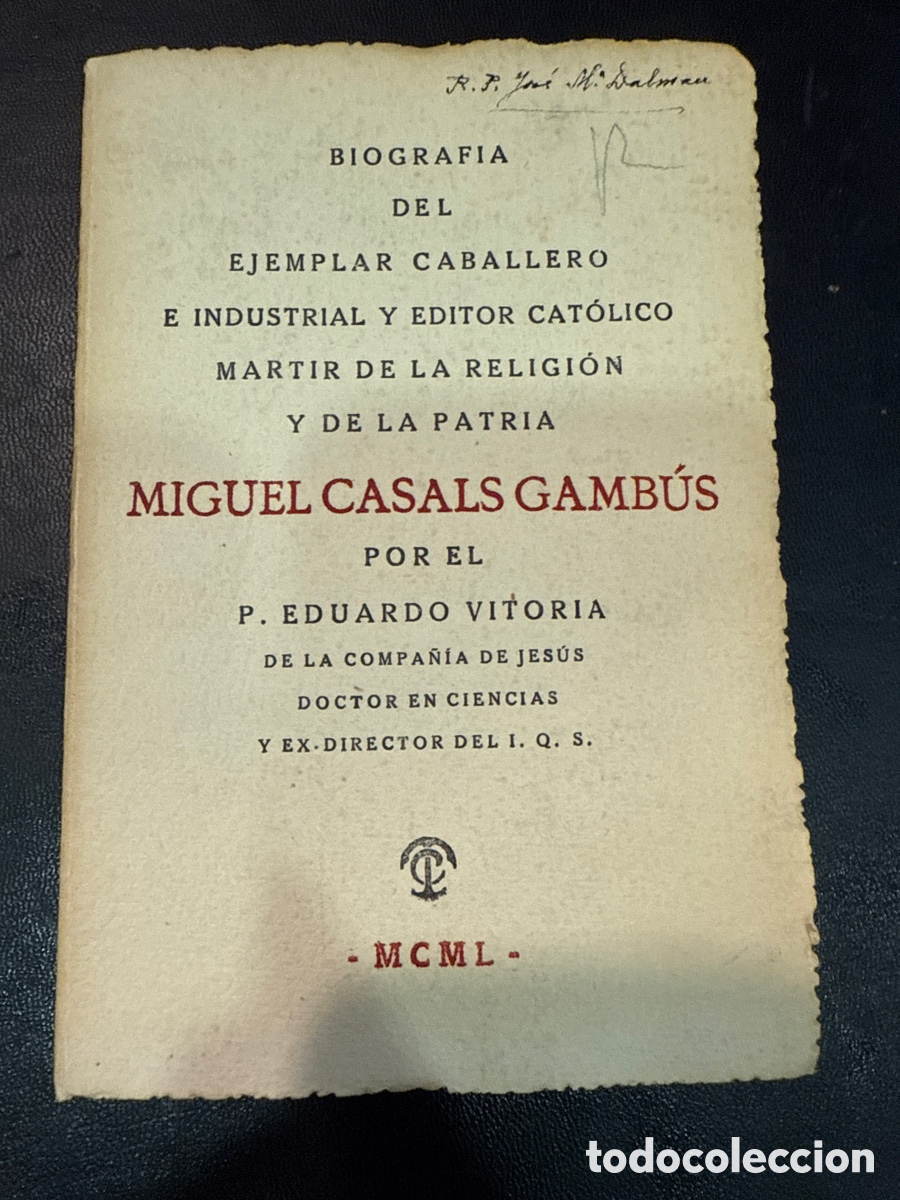 R. P. José Mª Dalmau
BIOGRAFIA
DEL
EJEMPLAR CABALLERO
E INDUSTRIAL Y EDITOR CATÓLICO
MARTIR DE LA RELIGIÓN
Y DE LA PATRIA
MIGUEL CASALS GAMBÚS
POR EL
P. EDUARDO VITORIA
DE LA COMPAÑÍA DE JESÚS
DOCTOR EN CIENCIAS
Y EX-DIRECTOR DEL I. Q. S.
- MCML -
todocoleccion